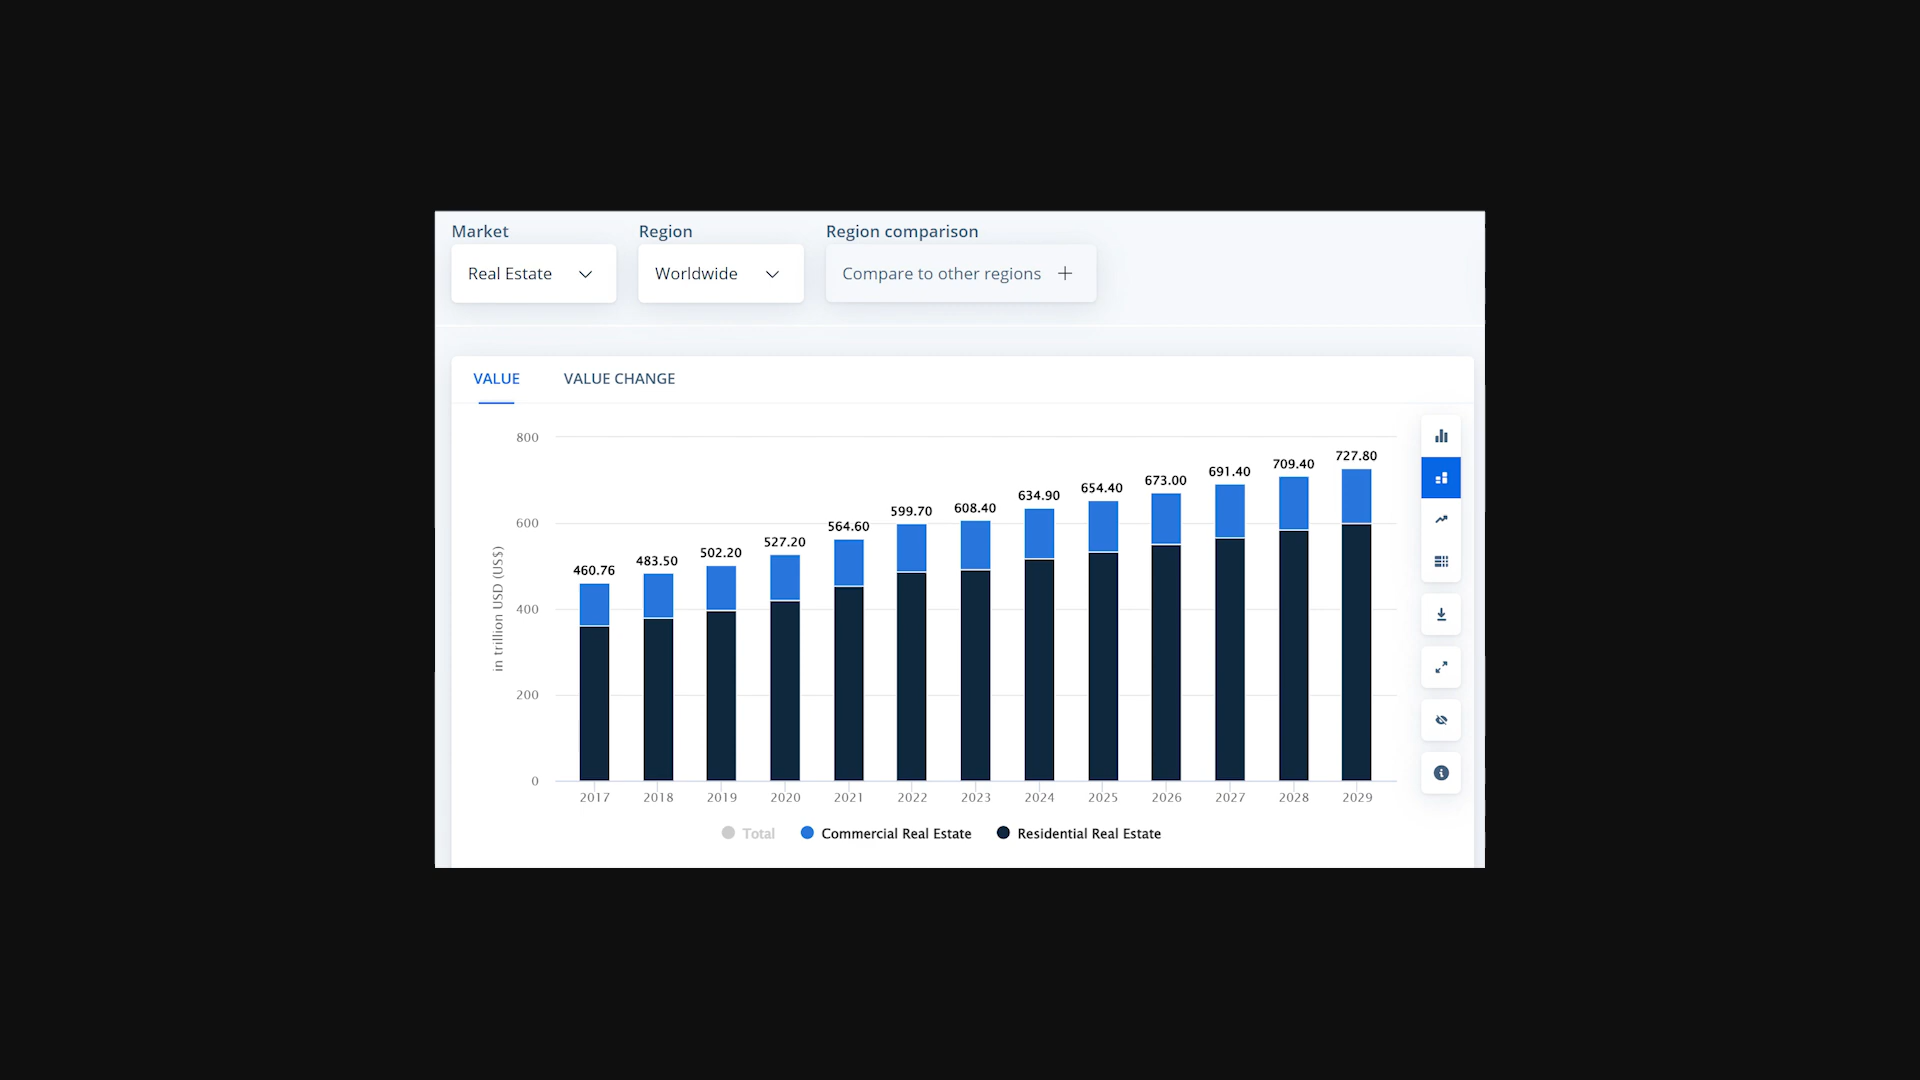 Market
Region
Region comparison
Real Estate
Worldwide
Compare to other regions
VALUE
VALUE CHANGE
in trillion USD (US$)
800
600
400
200
0
460.76
483.50
502.20
527.20
564.60
599.70
608.40
634.90
654.40
673.00
691.40
709.40
727.80
2017
2018
2019
2020
2021
2022
2023
2024
2025
2026
2027
2028
2029
Total
Commercial Real Estate
Residential Real Estate